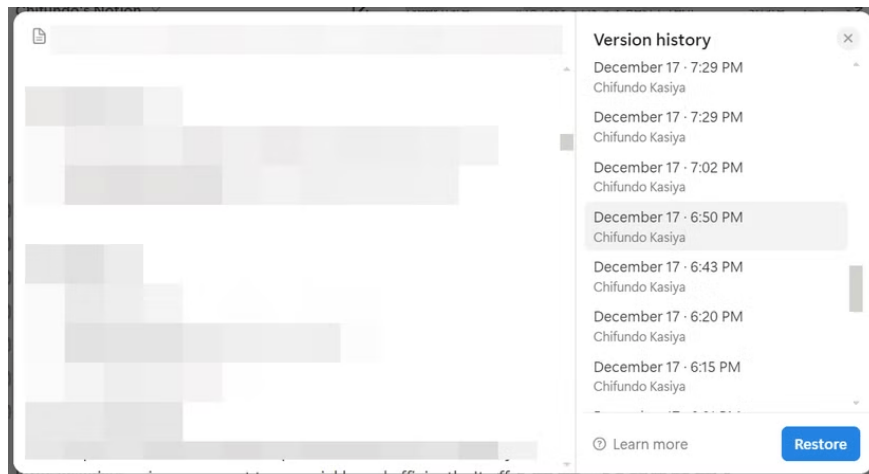 Chifundo's Notion
Version history
December 17 · 7:29 PM
Chifundo Kasiya
December 17 · 7:29 PM
Chifundo Kasiya
December 17 · 7:02 PM
Chifundo Kasiya
December 17 · 6:50 PM
Chifundo Kasiya
December 17 · 6:43 PM
Chifundo Kasiya
December 17 · 6:20 PM
Chifundo Kasiya
December 17 · 6:15 PM
Chifundo Kasiya
Learn more
Restore